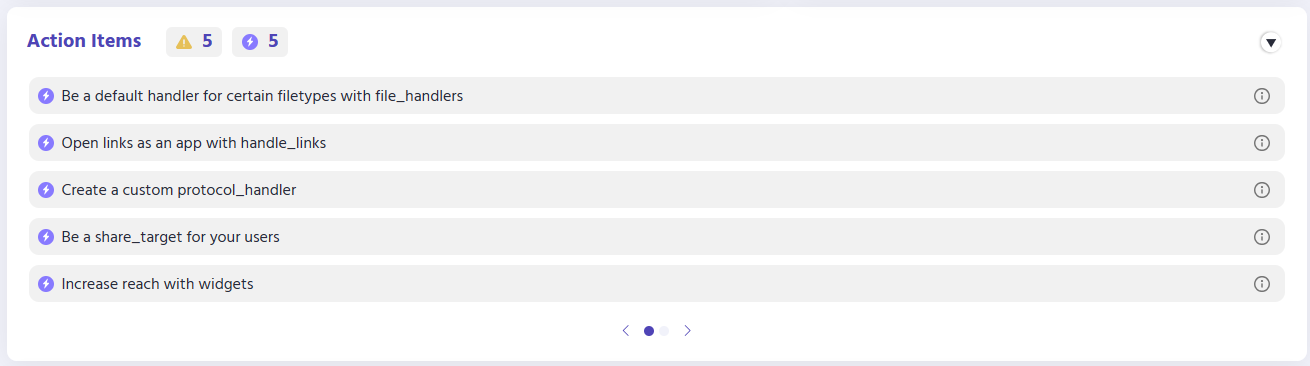 Action Items 5 5
Be a default handler for certain filetypes with file_handlers
Open links as an app with handle_links
Create a custom protocol_handler
Be a share_target for your users
Increase reach with widgets